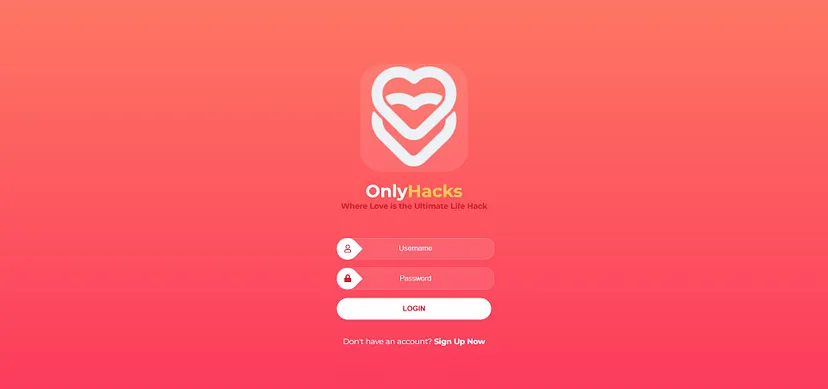 OnlyHacks
Where Love is the Ultimate Life Hack
Username
Password
LOGIN
Don't have an account? Sign Up Now